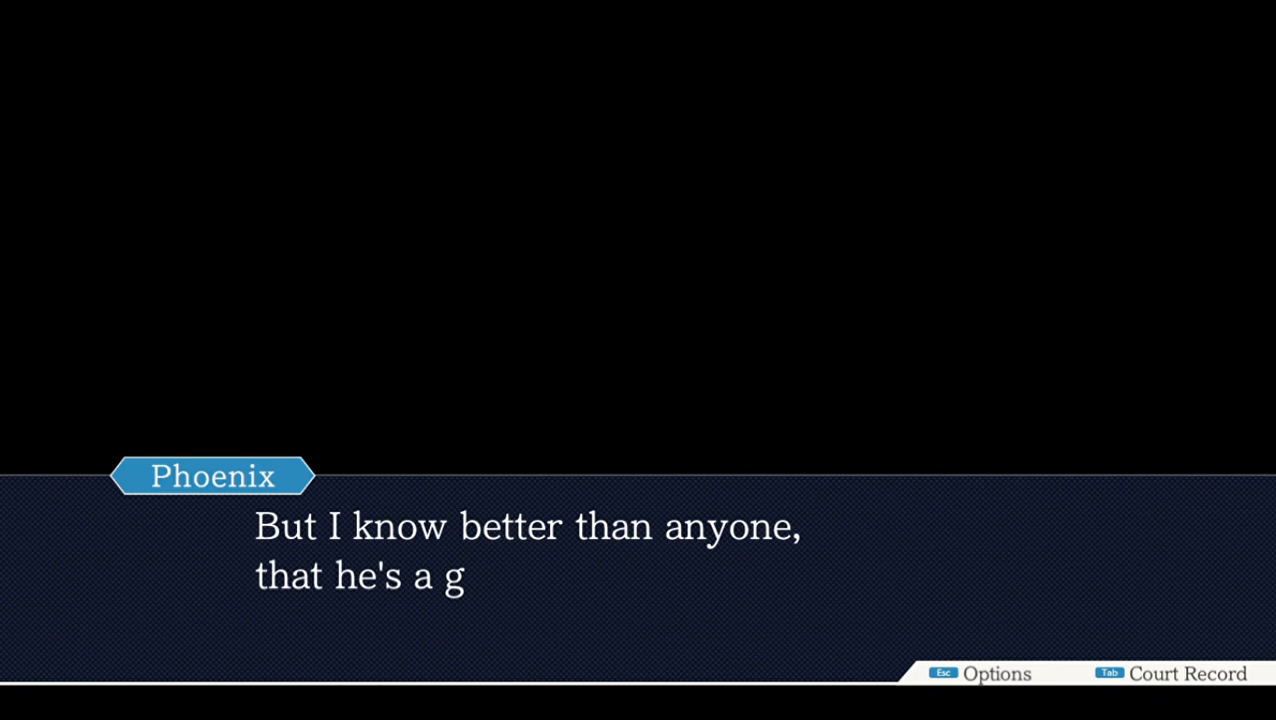 Phoenix
But I know better than anyone,
that he's a g
Esc Options Tab Court Record